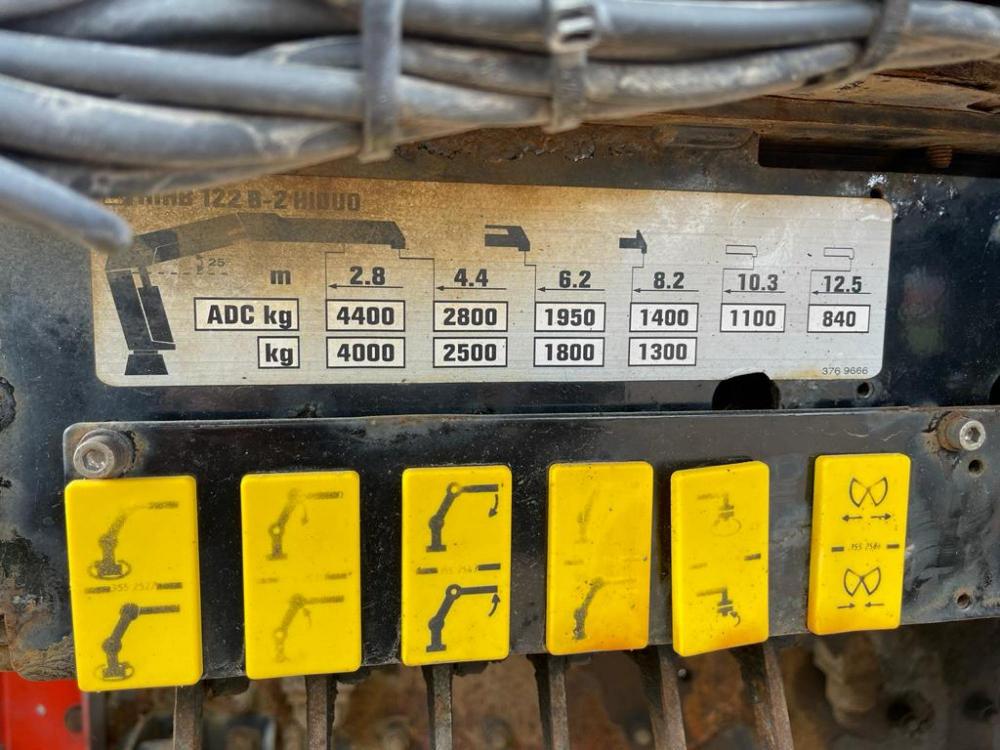 122 B-2 HIDUO
25
m 2.8 4.4 6.2 8.2 10.3 12.5
ADC kg 4400 2800 1950 1400 1100 840
kg 4000 2500 1800 1300
376 9666